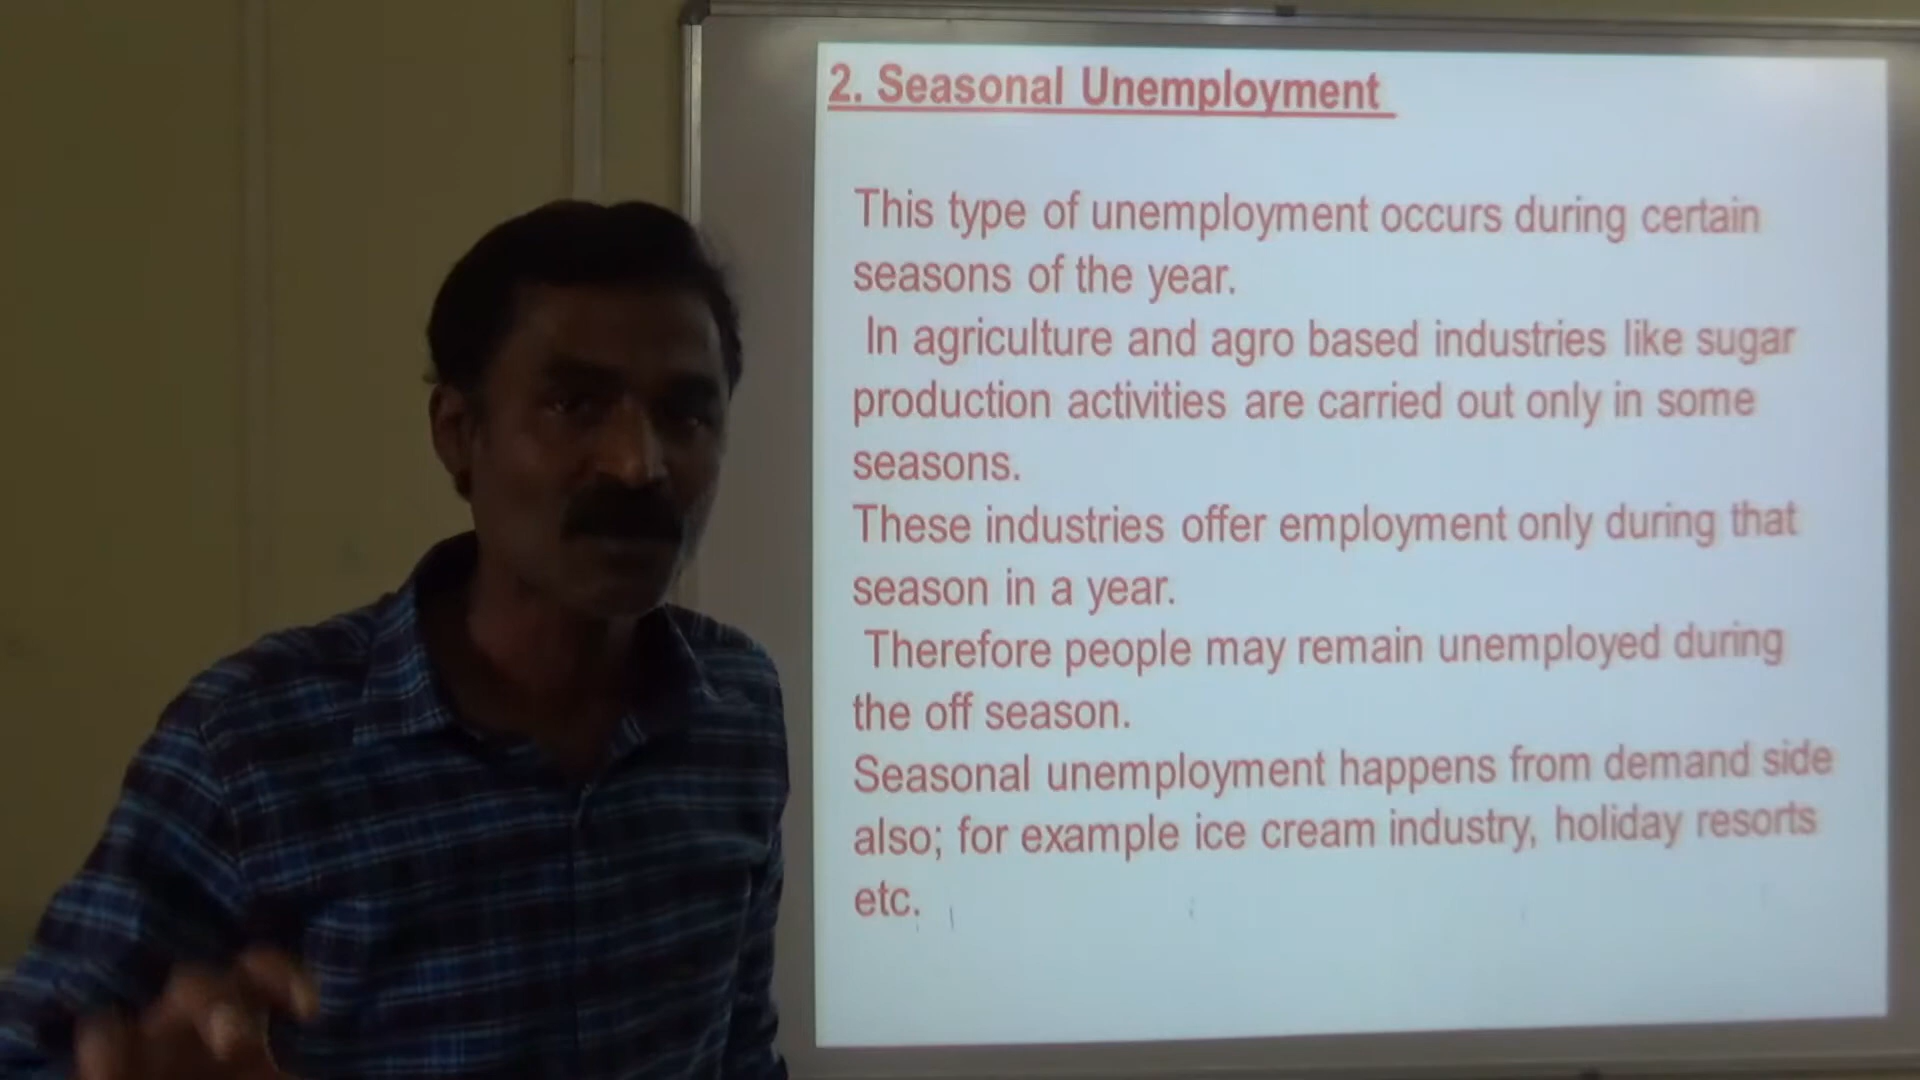 2. Seasonal Unemployment
This type of unemployment occurs during certain
seasons of the year.
In agriculture and agro based industries like sugar
production activities are carried out only in some
seasons.
These industries offer employment only during that
season in a year.
Therefore people may remain unemployed during
the off season.
Seasonal unemployment happens from demand side
also; for example ice cream industry, holiday resorts
etc.